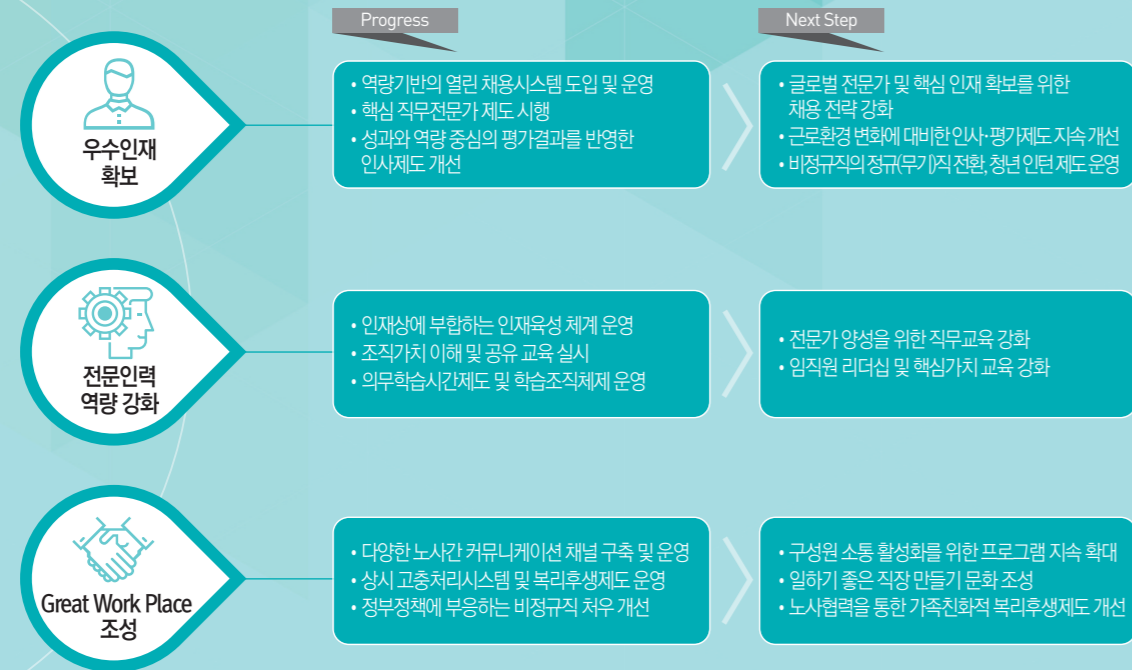 Progress
Next Step
우수인재
확보
• 역량기반의 열린 채용시스템 도입 및 운영
• 핵심 직무전문가 제도 시행
• 성과와 역량 중심의 평가결과를 반영한
인사제도 개선
• 글로벌 전문가 및 핵심 인재 확보를 위한
채용 전략 강화
• 근로환경 변화에 대비한 인사·평가제도 지속 개선
• 비정규직의 정규(무기)직 전환, 청년 인턴 제도 운영
전문인력
역량 강화
• 인재상에 부합하는 인재육성 체계 운영
• 조직가치 이해 및 공유 교육 실시
• 의무학습시간제도 및 학습조직체제 운영
• 전문가 양성을 위한 직무교육 강화
• 임직원 리더십 및 핵심가치 교육 강화
Great Work Place
조성
• 다양한 노사간 커뮤니케이션 채널 구축 및 운영
• 상시 고충처리시스템 및 복리후생제도 운영
• 정부정책에 부응하는 비정규직 처우 개선
• 구성원 소통 활성화를 위한 프로그램 지속 확대
• 일하기 좋은 직장 만들기 문화 조성
• 노사협력을 통한 가족친화적 복리후생제도 개선